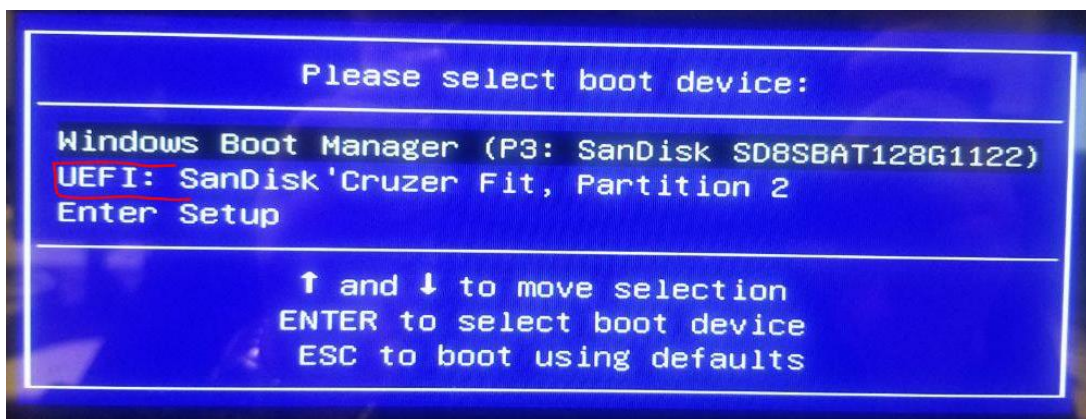 Please select boot device:
Windows Boot Manager (P3: SanDisk SD8SBAT128G1122)
UEFI: SanDisk'Cruzer Fit, Partition 2
Enter Setup
↑ and ↓ to move selection
ENTER to select boot device
ESC to boot using defaults